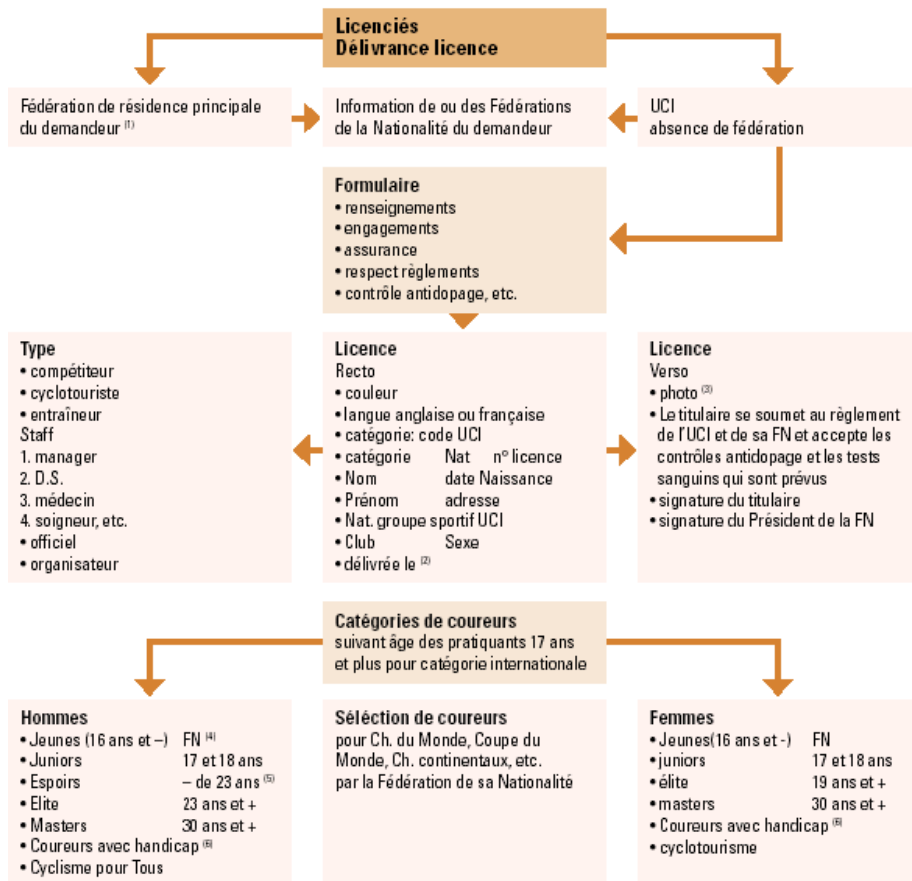 Licenciés
Délivrance licence
Fédération de résidence principale
du demandeur (1)
Information de ou des Fédérations
de la Nationalité du demandeur
UCI
absence de fédération
Formulaire
• renseignements
• engagements
• assurance
• respect règlements
• contrôle antidopage, etc.
Type
• compétiteur
• cyclotouriste
• entraîneur
Staff
1. manager
2. D.S.
3. médecin
4. soigneur, etc.
• officiel
• organisateur
Licence
Recto
• couleur
• langue anglaise ou française
• catégorie: code UCI
• catégorie Nat n° licence
• Nom date Naissance
• Prénom adresse
• Nat. groupe sportif UCI
• Club Sexe
• délivrée le (2)
Licence
Verso
• photo (3)
• Le titulaire se soumet au règlement
de l'UCI et de sa FN et accepte les
contrôles antidopage et les tests
sanguins qui sont prévus
• signature du titulaire
• signature du Président de la FN
Catégories de coureurs
suivant âge des pratiquants 17 ans
et plus pour catégorie internationale
Hommes
• Jeunes (16 ans et –) FN (4)
• Juniors 17 et 18 ans
• Espoirs – de 23 ans (5)
• Elite 23 ans et +
• Masters 30 ans et +
• Coureurs avec handicap (6)
• Cyclisme pour Tous
Séléction de coureurs
pour Ch. du Monde, Coupe du
Monde, Ch. continentaux, etc.
par la Fédération de sa Nationalité
Femmes
• Jeunes(16 ans et -) FN
• juniors 17 et 18 ans
• élite 19 ans et +
• masters 30 ans et +
• Coureurs avec handicap (6)
• cyclotourisme